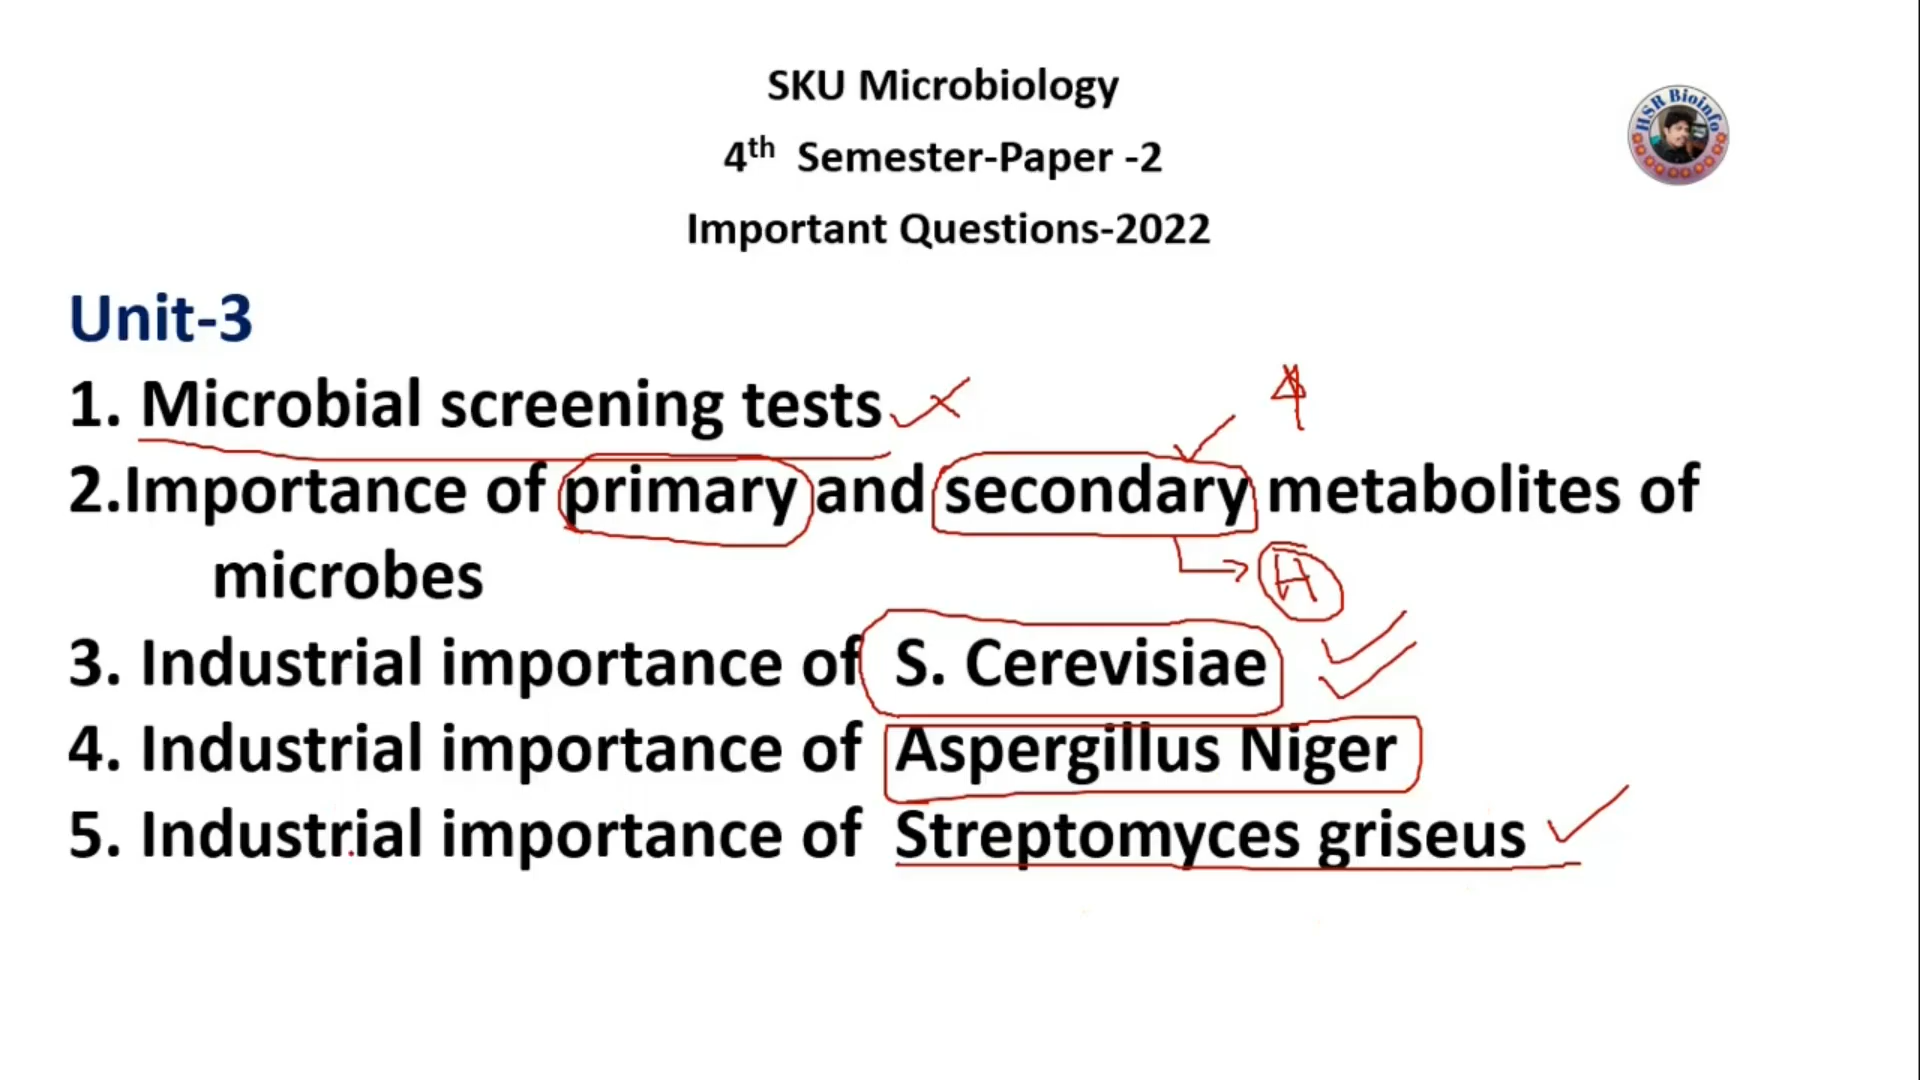 SKU Microbiology
4th Semester-Paper -2
Important Questions-2022
HSR Bioinfo
Unit-3
1. Microbial screening tests
2.Importance of primary and secondary metabolites of
microbes
3. Industrial importance of S. Cerevisiae
4. Industrial importance of Aspergillus Niger
5. Industrial importance of Streptomyces griseus